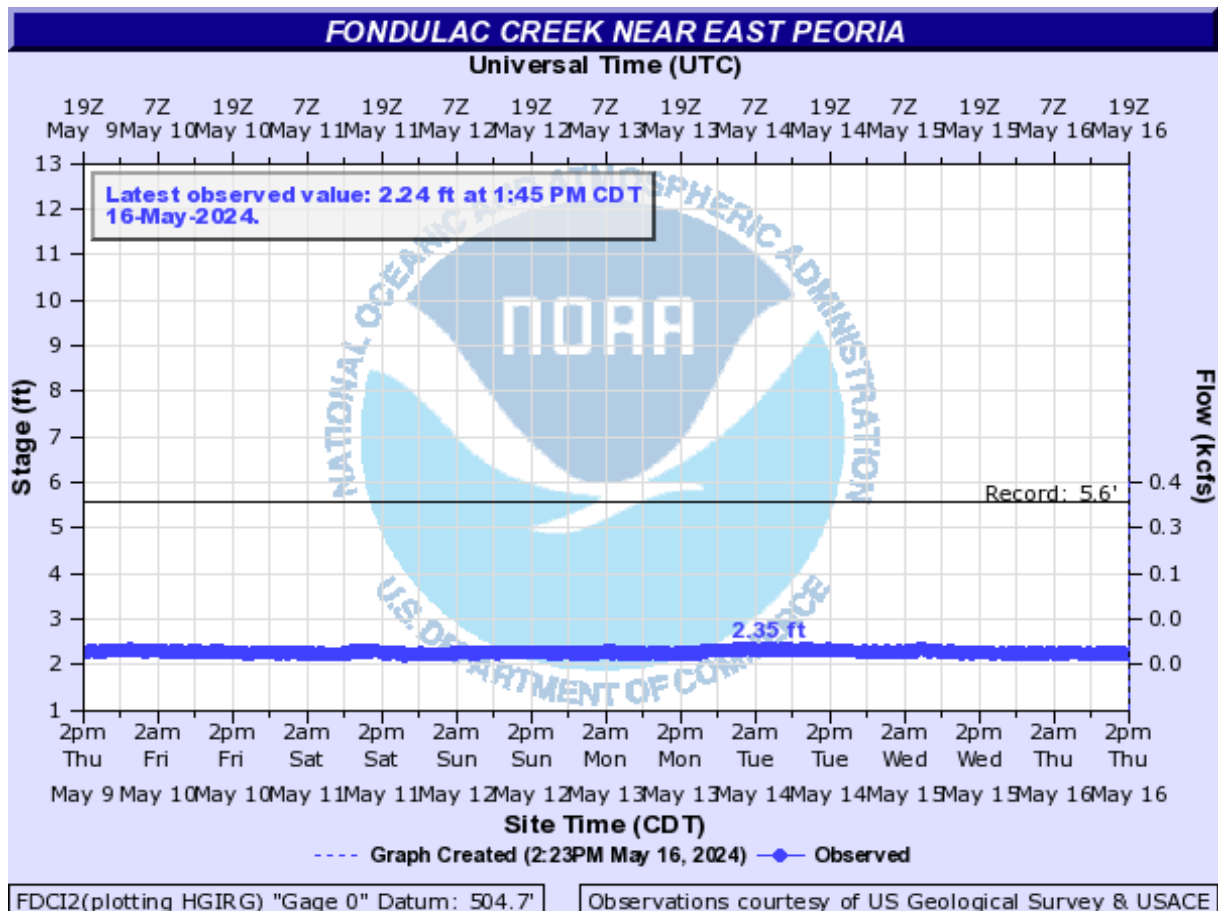 FONDULAC CREEK NEAR EAST PEORIA
Universal Time (UTC)
19Z 7Z 19Z 7Z 19Z 7Z 19Z 7Z 19Z 7Z 19Z 7Z 19Z 7Z 19Z
May 9 May 10 May 10 May 11 May 11 May 12 May 12 May 13 May 13 May 14 May 14 May 15 May 15 May 16 May 16
Latest observed value: 2.24 ft at 1:45 PM CDT
16-May-2024.
NATIONAL OCEANIC AND ATMOSPHERIC ADMINISTRATION
NOAA
U.S. DEPARTMENT OF COMMERCE
Stage (ft)
13
12
11
10
9
8
7
6
5
4
3
2
1
Flow (kcfs)
0.4
0.3
0.1
0.0
0.0
Record: 5.6'
2.35 ft
2pm 2am 2pm 2am 2pm 2am 2pm 2am 2pm 2am 2pm 2am 2pm 2am 2pm
Thu Fri Fri Sat Sat Sun Sun Mon Mon Tue Tue Wed Wed Thu Thu
May 9 May 10 May 10 May 11 May 11 May 12 May 12 May 13 May 13 May 14 May 14 May 15 May 15 May 16 May 16
Site Time (CDT)
Graph Created (2:23PM May 16, 2024) Observed
FDCI2(plotting HGIRG) "Gage 0" Datum: 504.7'
Observations courtesy of US Geological Survey & USACE